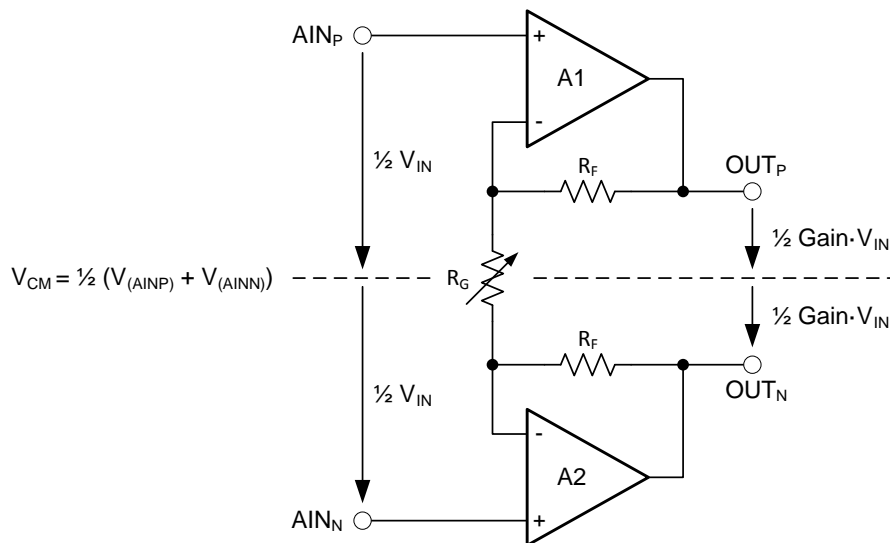 AINP
+
A1
-
½ VIN
RF
OUTP
½ Gain·VIN
VCM = ½ (V(AINP) + V(AINN))
RG
½ Gain·VIN
RF
½ VIN
OUTN
-
A2
AINN
+